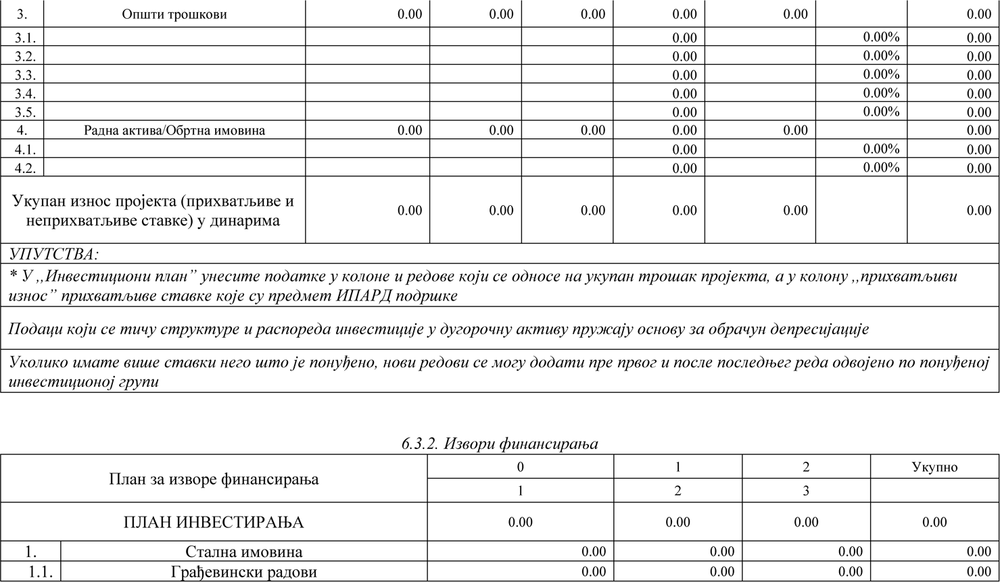 3. Општи трошкови 0.00 0.00 0.00 0.00 0.00 0.00
3.1. 0.00 0.00% 0.00
3.2. 0.00 0.00% 0.00
3.3. 0.00 0.00% 0.00
3.4. 0.00 0.00% 0.00
3.5. 0.00 0.00% 0.00
4. Радна актива/Обртна имовина 0.00 0.00 0.00 0.00 0.00 0.00
4.1. 0.00 0.00% 0.00
4.2. 0.00 0.00% 0.00
Укупан износ пројекта (прихватљиве и
неприхватљиве ставке) у динарима 0.00 0.00 0.00 0.00 0.00 0.00
УПУТСТВА:
* У ,,Инвестициони план” унесите податке у колоне и редове који се односе на укупан трошак пројекта, а у колону ,,прихватљиви
износ” прихватљиве ставке које су предмет ИПАРД подршке
Подаци који се тичу структуре и распореда инвестиције у дугорочну активу пружају основу за обрачун депресијације
Уколико имате више ставки него што је понуђено, нови редови се могу додати пре првог и после последњег реда одвојено по понуђеној
инвестиционој групи
6.3.2. Извори финансирања
План за изворе финансирања 0 1 2 Укупно
1 2 3
ПЛАН ИНВЕСТИРАЊА 0.00 0.00 0.00 0.00
1. Стална имовина 0.00 0.00 0.00 0.00
1.1. Грађевински радови 0.00 0.00 0.00 0.00